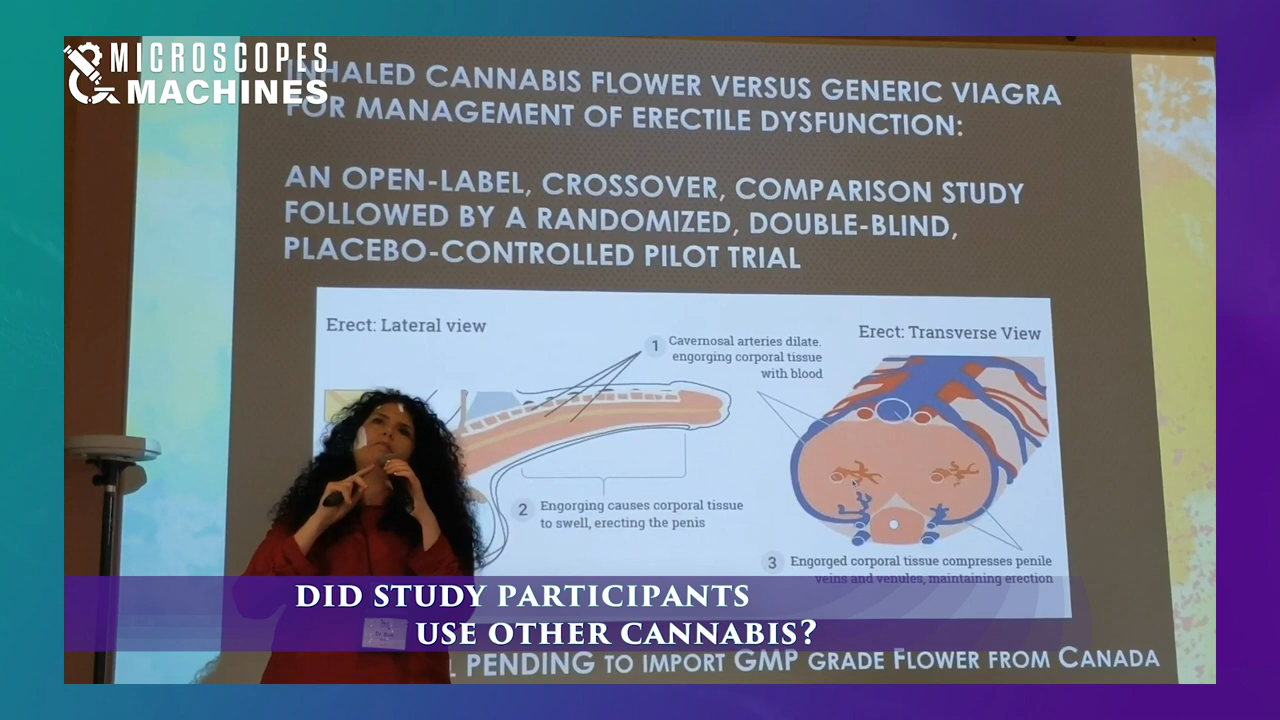 MICROSCOPES
& MACHINES
INHALED CANNABIS FLOWER VERSUS GENERIC VIAGRA
FOR MANAGEMENT OF ERECTILE DYSFUNCTION:
AN OPEN-LABEL, CROSSOVER, COMPARISON STUDY
FOLLOWED BY A RANDOMIZED, DOUBLE-BLIND,
PLACEBO-CONTROLLED PILOT TRIAL
Erect: Lateral view
1 Cavernosal arteries dilate.
engorging corporal tissue
with blood
Erect: Transverse View
2 Engorging causes corporal tissue
to swell, erecting the penis
3 Engorged corporal tissue compresses penile
veins and venules, maintaining erection
DID STUDY PARTICIPANTS
USE OTHER CANNABIS?
PENDING TO IMPORT GMP GRADE FLOWER FROM CANADA